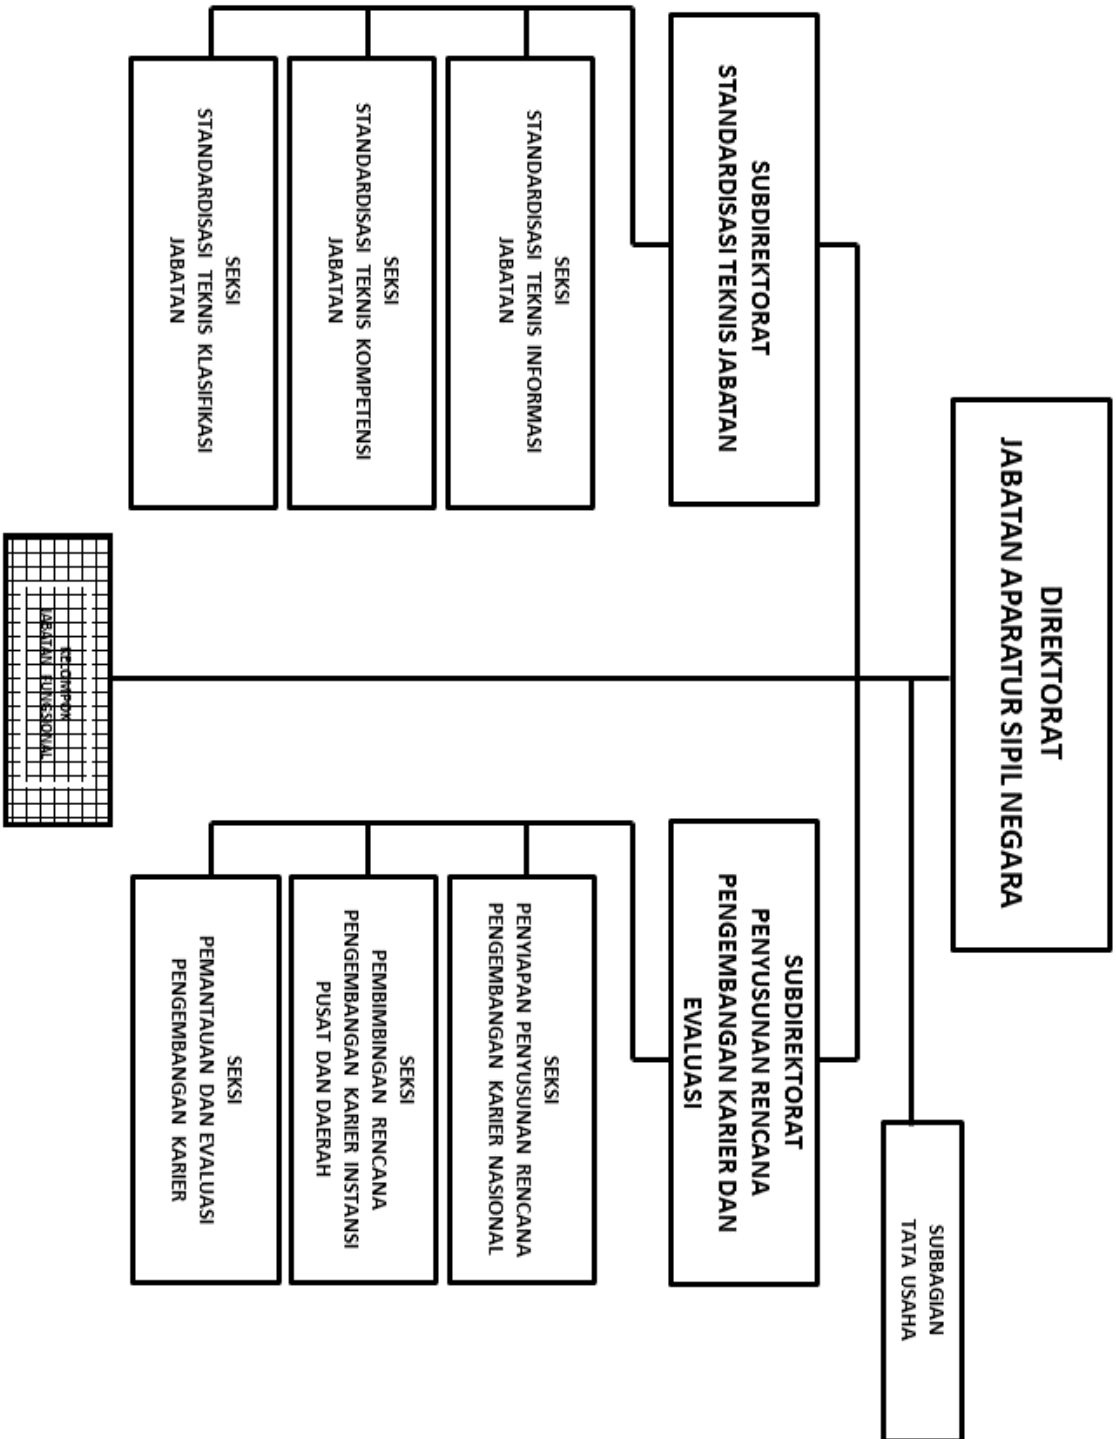 DIREKTORAT
JABATAN APARATUR SIPIL NEGARA
SUBBAGIAN
TATA USAHA
SUBDIREKTORAT
STANDARDISASI TEKNIS JABATAN
SUBDIREKTORAT
PENYUSUNAN RENCANA
PENGEMBANGAN KARIER DAN
EVALUASI
SEKSI
STANDARDISASI TEKNIS INFORMASI
JABATAN
SEKSI
STANDARDISASI TEKNIS KOMPETENSI
JABATAN
SEKSI
STANDARDISASI TEKNIS KLASIFIKASI
JABATAN
SEKSI
PENYIAPAN PENYUSUNAN RENCANA
PENGEMBANGAN KARIER NASIONAL
SEKSI
PEMBIMBINGAN RENCANA
PENGEMBANGAN KARIER INSTANSI
PUSAT DAN DAERAH
SEKSI
PEMANTAUAN DAN EVALUASI
PENGEMBANGAN KARIER
KELOMPOK
JABATAN FUNGSIONAL